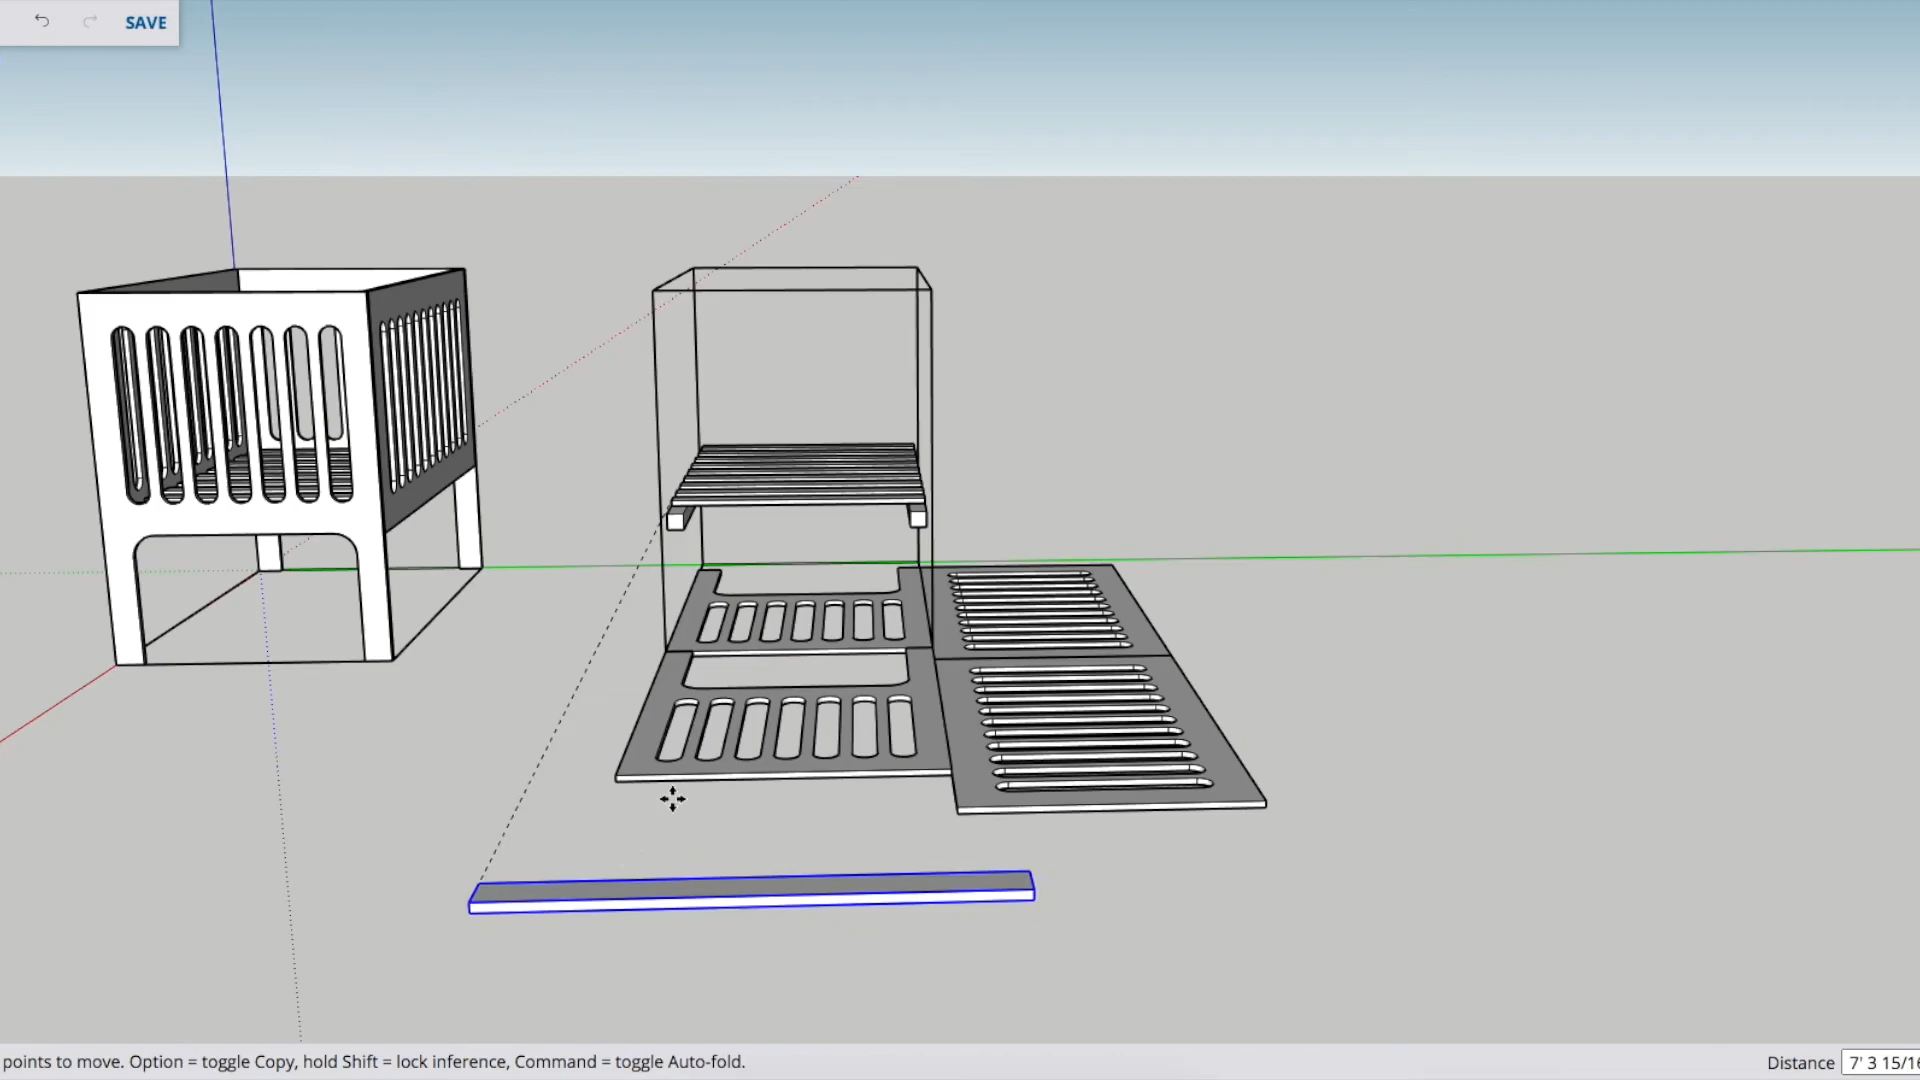 SAVE
points to move. Option = toggle Copy, hold Shift = lock inference, Command = toggle Auto-fold.
Distance 7' 3 15/16